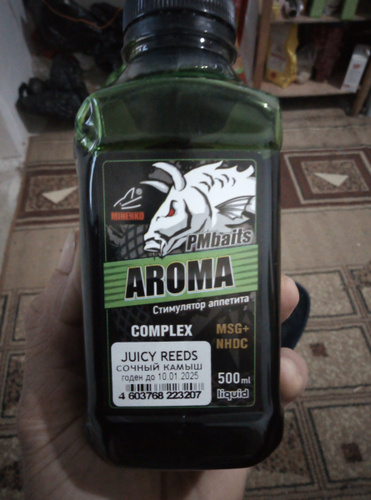 MINENKO
PMbaits
AROMA
Стимулятор аппетита
COMPLEX
MSG+
NHDC
JUICY REEDS
СОЧНЫЙ КАМЫШ
годен до 10.01.2025
4 603768 223207
500ml
liquid